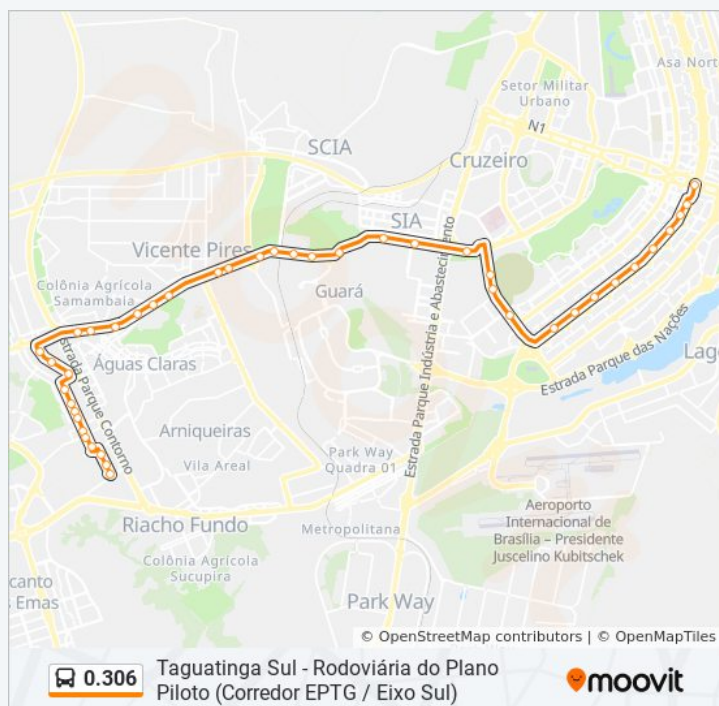 Asa Nort
Setor Militar
Urbano
N1
SCIA
Cruzeiro
SIA
Vicente Pires
Colônia Agrícola
Samambaia
Guará
Estrada Parque Indústria e Abastecimento
Águas Claras
Estrada Parque das Nações
Lago
strada Parque Contorno
Arniqueiras
Vila Areal
Park Way
Quadra 01
Aeroporto
Internacional de
Brasília – Presidente
Juscelino Kubitschek
Riacho Fundo
Metropolitana
Colônia Agrícola
Sucupira
canto
s Emas
Park Way
© OpenStreetMap contributors | © OpenMapTiles
0.306
Taguatinga Sul - Rodoviária do Plano
Piloto (Corredor EPTG / Eixo Sul)
moovit